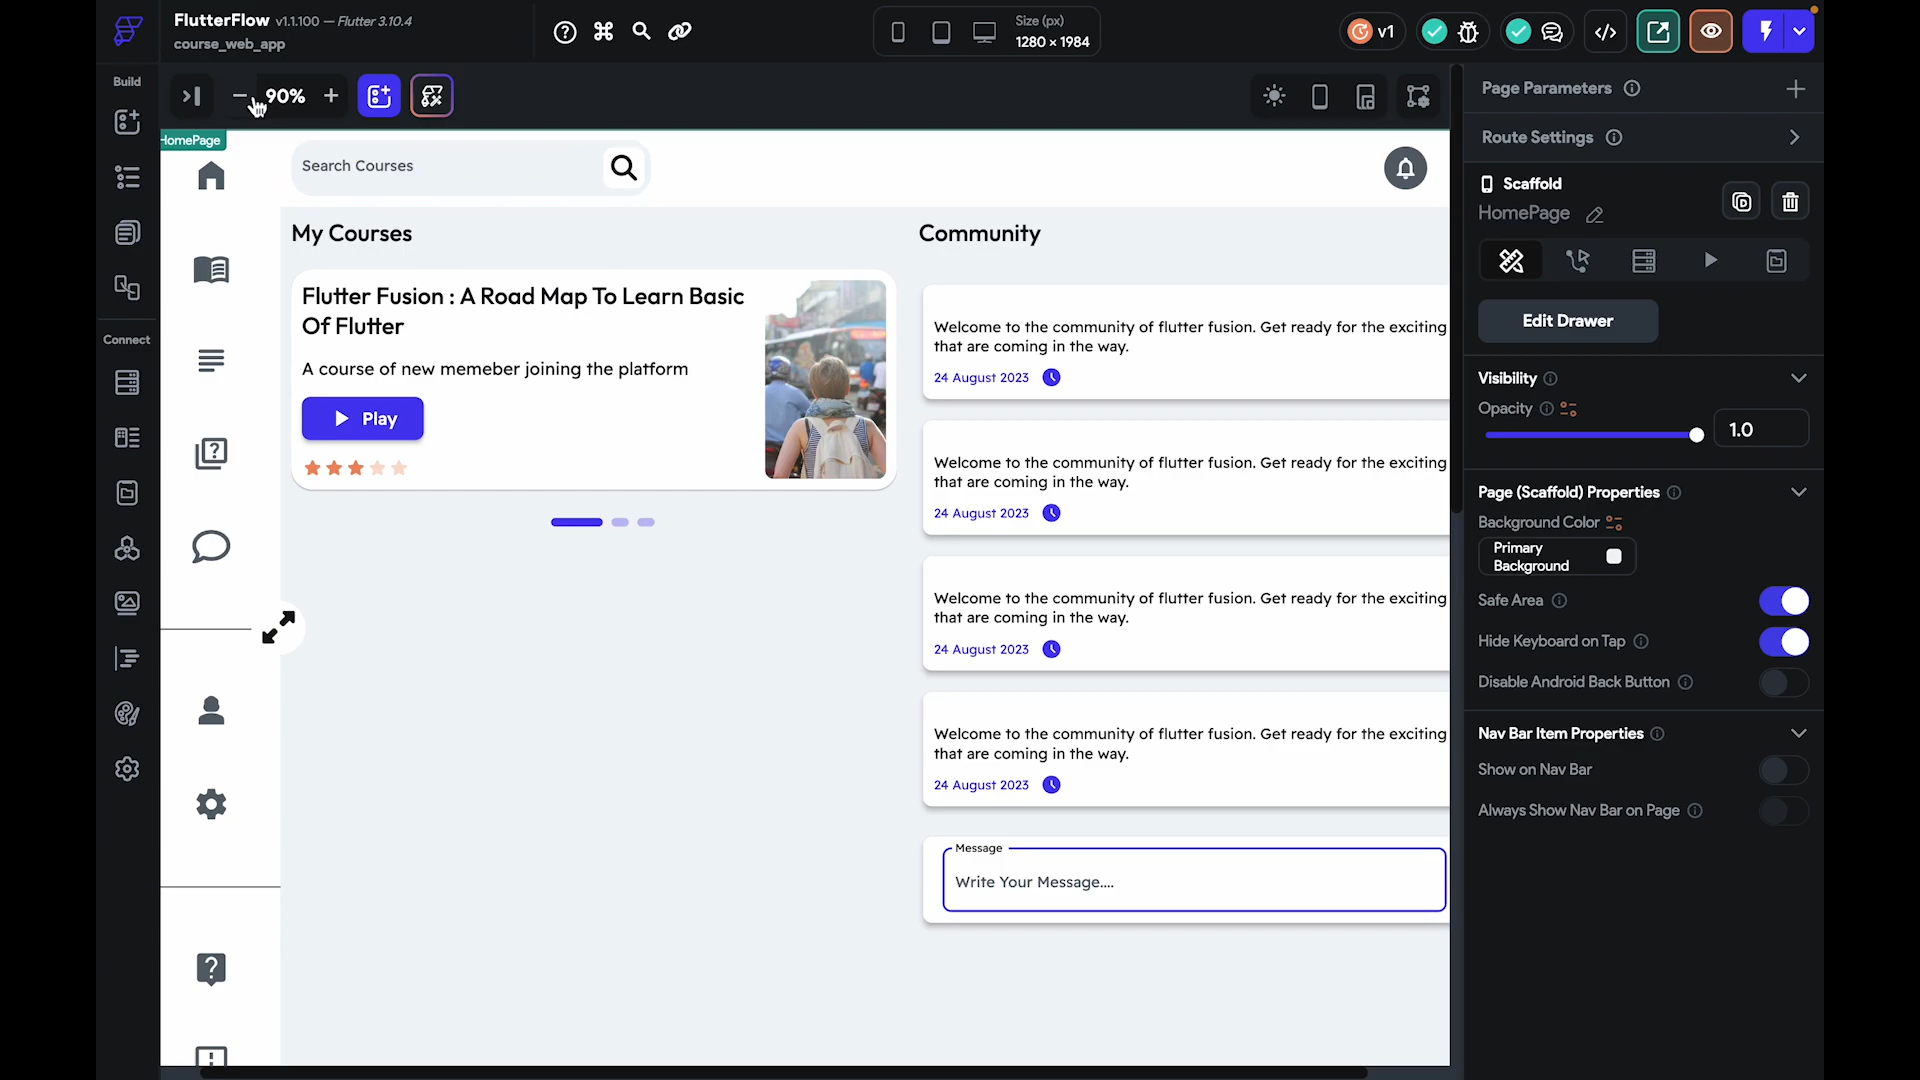 FlutterFlow v1.1.100 — Flutter 3.10.4
course_web_app
Size (px)
1280 × 1984
v1
Build
90%
Connect
HomePage
Search Courses
My Courses
Flutter Fusion : A Road Map To Learn Basic
Of Flutter
A course of new memeber joining the platform
Play
Community
Welcome to the community of flutter fusion. Get ready for the exciting
that are coming in the way.
24 August 2023
Welcome to the community of flutter fusion. Get ready for the exciting
that are coming in the way.
24 August 2023
Welcome to the community of flutter fusion. Get ready for the exciting
that are coming in the way.
24 August 2023
Welcome to the community of flutter fusion. Get ready for the exciting
that are coming in the way.
24 August 2023
Message
Write Your Message....
Page Parameters
Route Settings
Scaffold
HomePage
Edit Drawer
Visibility
Opacity
1.0
Page (Scaffold) Properties
Background Color
Primary
Background
Safe Area
Hide Keyboard on Tap
Disable Android Back Button
Nav Bar Item Properties
Show on Nav Bar
Always Show Nav Bar on Page